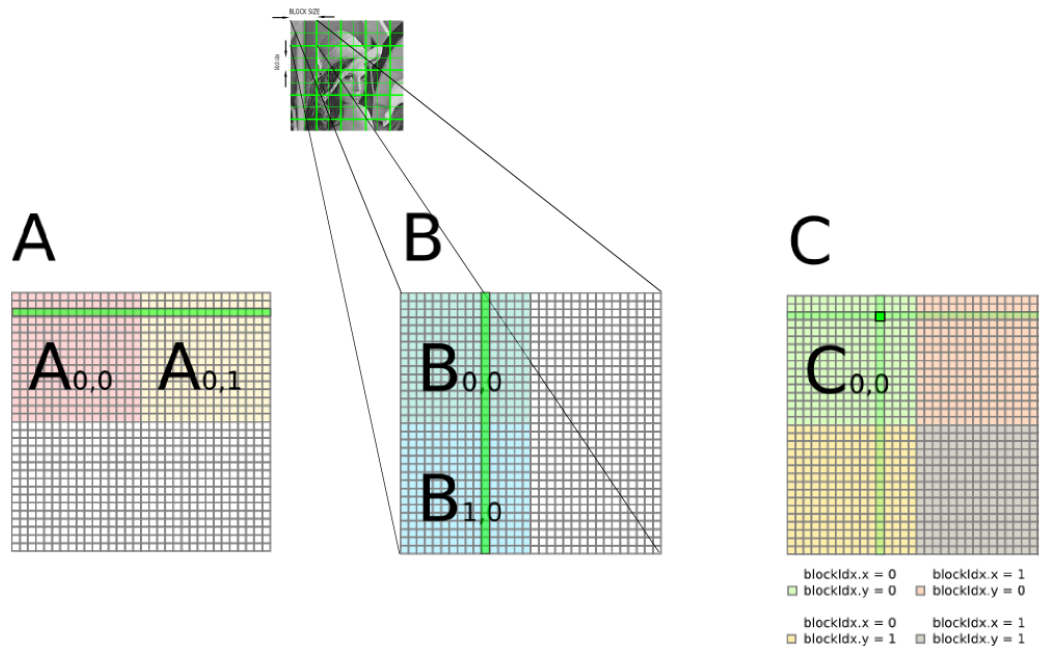 BLOCK SIZE
A
B
C
A0,0
A0,1
B0,0
C0,0
B1,0
blockIdx.x = 0
blockIdx.y = 0
blockIdx.x = 1
blockIdx.y = 0
blockIdx.x = 0
blockIdx.y = 1
blockIdx.x = 1
blockIdx.y = 1